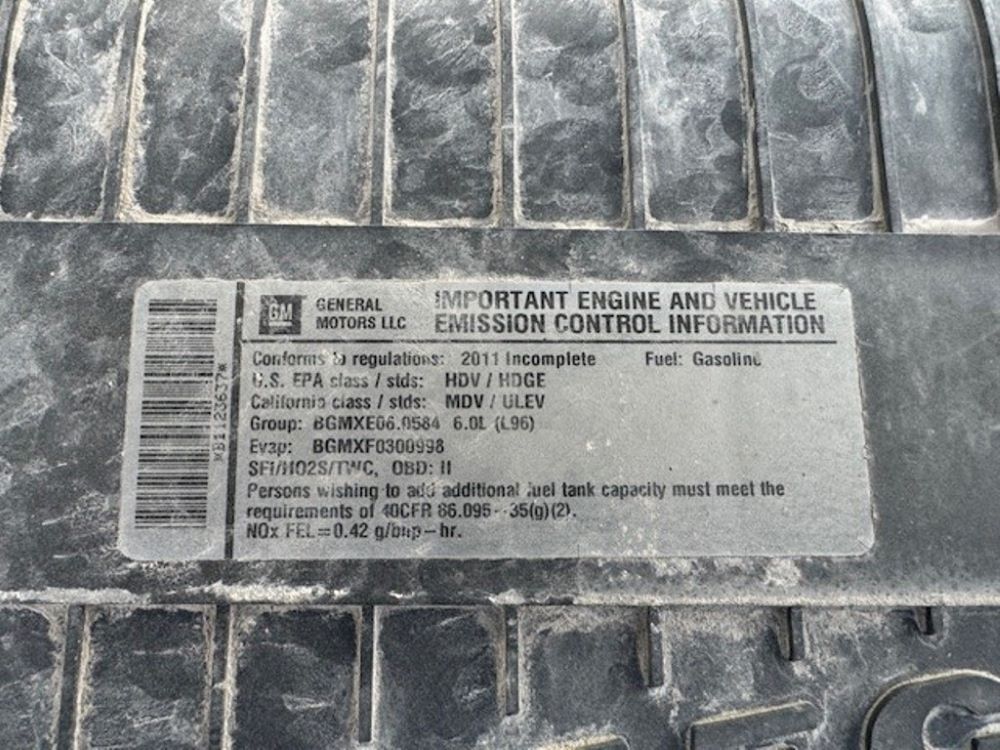 GM
GENERAL
MOTORS LLC
IMPORTANT ENGINE AND VEHICLE
EMISSION CONTROL INFORMATION
Conforms to regulations: 2011 Incomplete Fuel: Gasoline
U.S. EPA class / stds: HDV / HDGE
California class / stds: MDV / ULEV
Group: BGMXE06.0584 6.0L (L96)
Evap: BGMXF0300998
SFI/HO2S/TWC, OBD: II
Persons wishing to add additional fuel tank capacity must meet the
requirements of 40CFR 86.095--35(g)(2).
NOx FEL=0.42 g/bhp-hr.